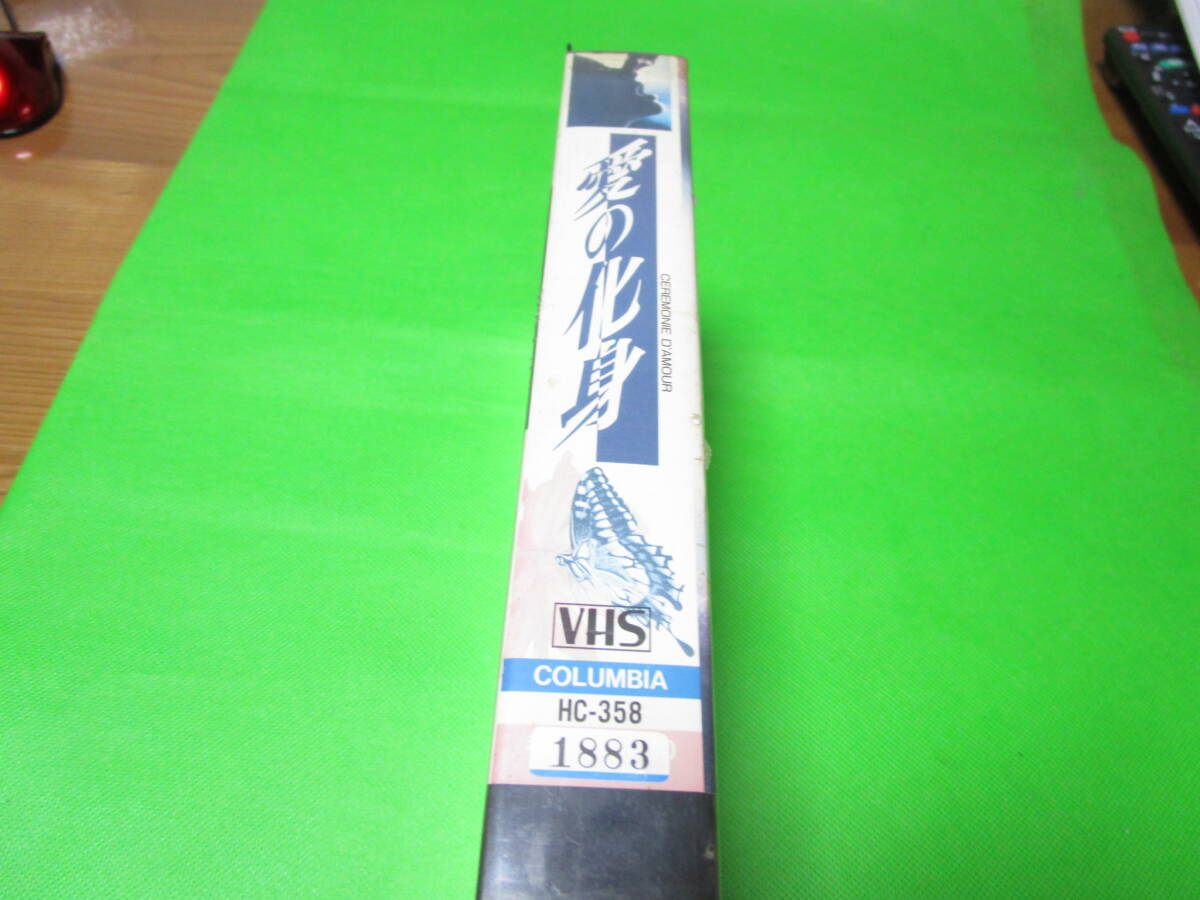 愛の化身
CEREMONIE D'AMOUR
VHS
COLUMBIA
HC-358
1883